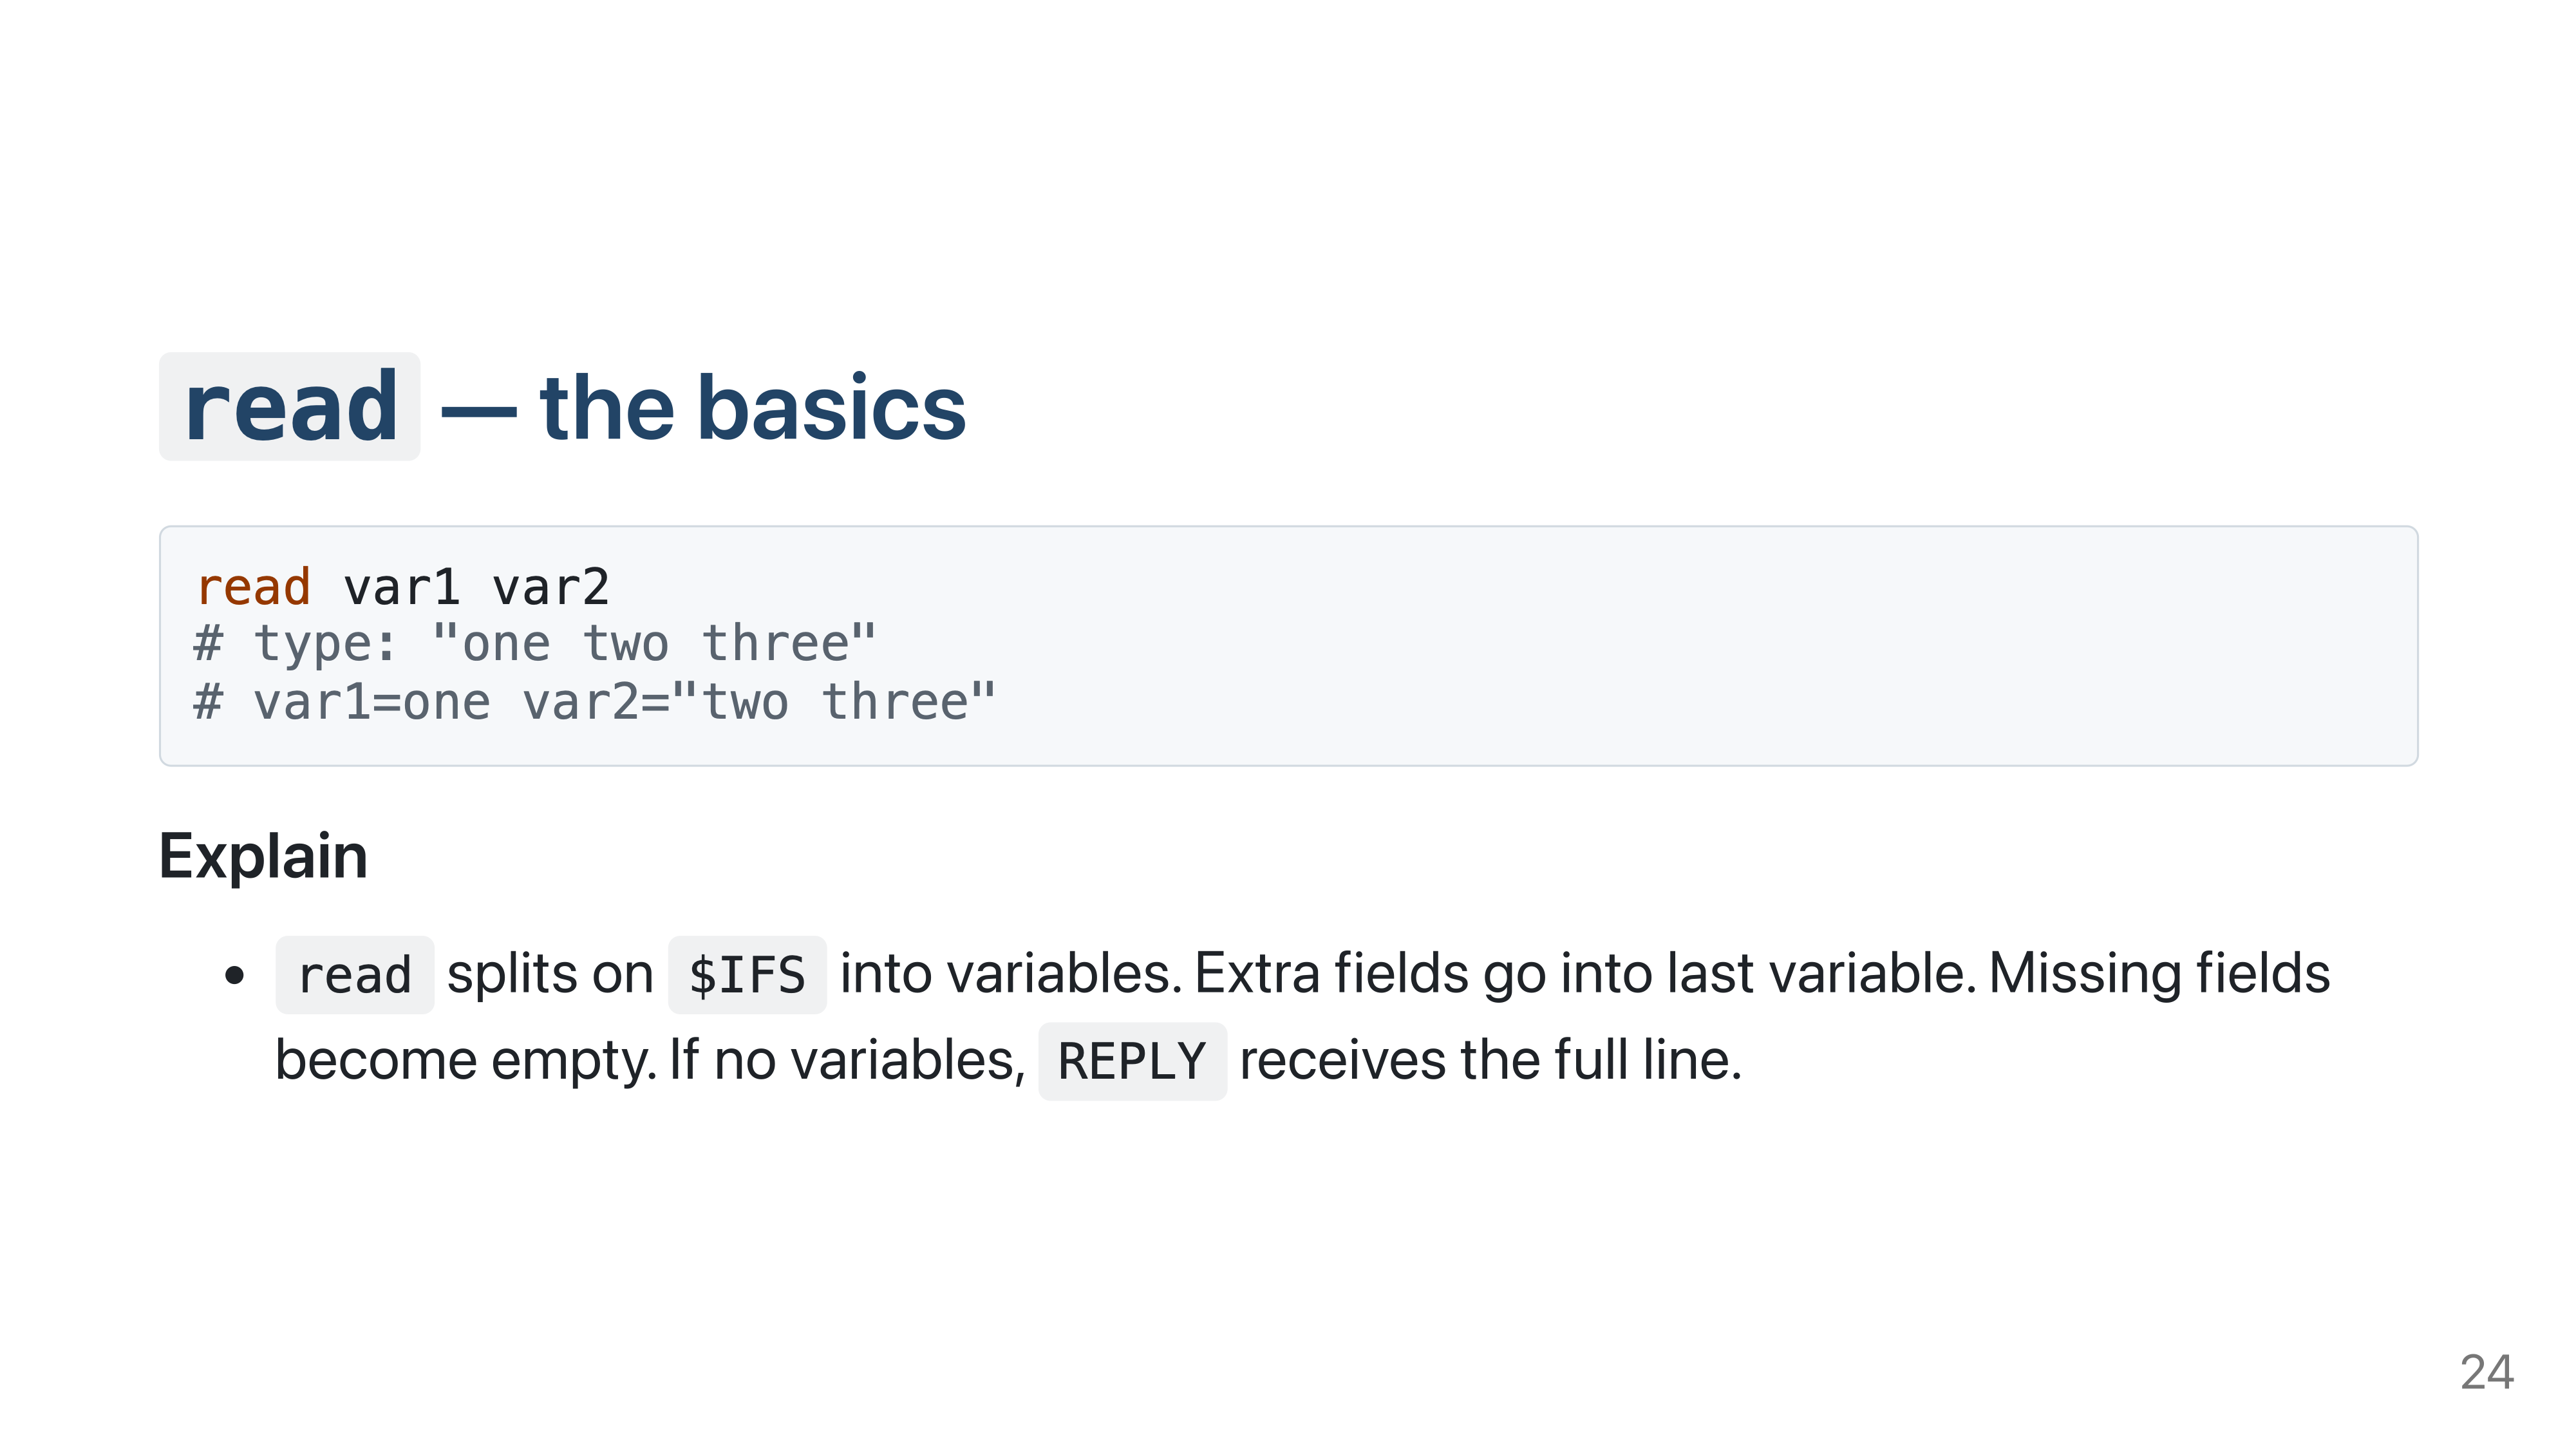 read — the basics
read var1 var2
# type: "one two three"
# var1=one var2="two three"
Explain
• read splits on $IFS into variables. Extra fields go into last variable. Missing fields
become empty. If no variables, REPLY receives the full line.
24